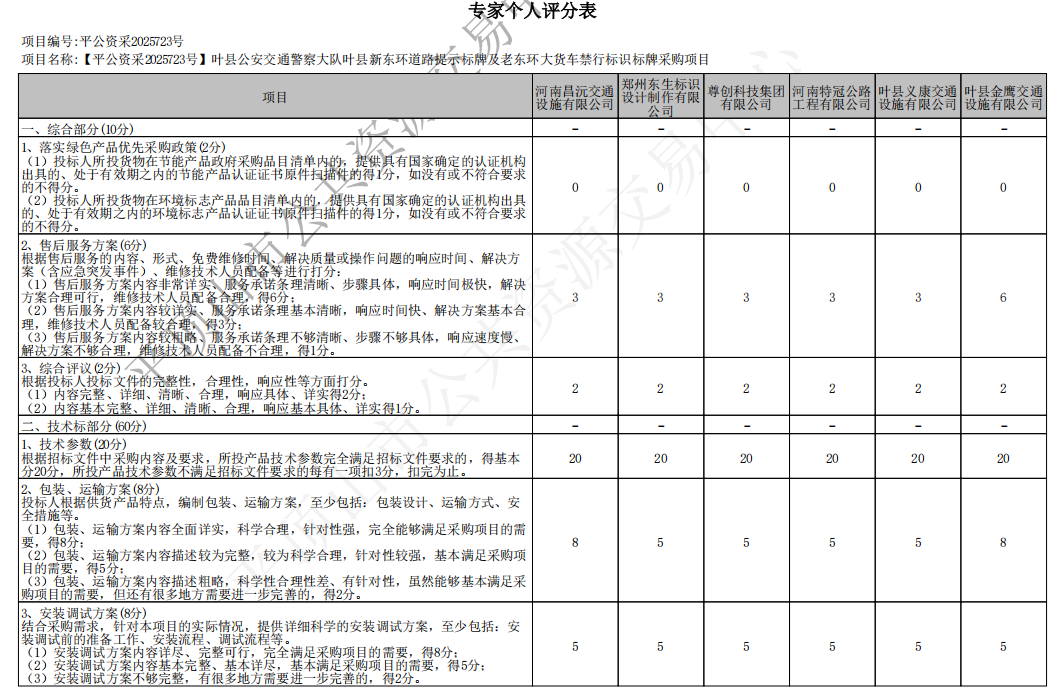 专家个人评分表
项目编号:平公资采2025723号
项目名称:【平公资采2025723号】叶县公安交通警察大队叶县新东环道路提示标牌及老东环大货车禁行标识标牌采购项目
项目
河南昌沅交通设施有限公司
郑州东生标识设计制作有限公司
尊创科技集团有限公司
河南特冠公路工程有限公司
叶县义康交通设施有限公司
叶县金鹰交通设施有限公司
一、综合部分(10分) – – – – – –
1、落实绿色产品优先采购政策(2分)
（1）投标人所投货物在节能产品政府采购品目清单内的，提供具有国家确定的认证机构
出具的、处于有效期之内的节能产品认证证书原件扫描件的得1分，如没有或不符合要求
的不得分。
（2）投标人所投货物在环境标志产品品目清单内的，提供具有国家确定的认证机构出具
的、处于有效期之内的环境标志产品认证证书原件扫描件的得1分，如没有或不符合要求
的不得分。
0 0 0 0 0 0
2、售后服务方案(6分)
根据售后服务的内容、形式、免费维修时间、解决质量或操作问题的响应时间、解决方
案（含应急突发事件）、维修技术人员配备等进行打分：
（1）售后服务方案内容非常详实、服务承诺条理清晰、步骤具体，响应时间极快，解决
方案合理可行，维修技术人员配备合理，得6分；
（2）售后服务方案内容较详实、服务承诺条理基本清晰，响应时间快、解决方案基本合
理，维修技术人员配备较合理，得3分；
（3）售后服务方案内容较粗略、服务承诺条理不够清晰、步骤不够具体，响应速度慢、
解决方案不够合理，维修技术人员配备不合理，得1分。
3 3 3 3 3 6
3、综合评议(2分)
根据投标人投标文件的完整性，合理性，响应性等方面打分。
（1）内容完整、详细、清晰、合理，响应具体、详实得2分；
（2）内容基本完整、详细、清晰、合理，响应基本具体、详实得1分。
2 2 2 2 2 2
二、技术标部分(60分) – – – – – –
1、技术参数(20分)
根据招标文件中采购内容及要求，所投产品技术参数完全满足招标文件要求的，得基本
分20分，所投产品技术参数不满足招标文件要求的每有一项扣3分，扣完为止。
20 20 20 20 20 20
2、包装、运输方案(8分)
投标人根据供货产品特点，编制包装、运输方案，至少包括：包装设计、运输方式、安
全措施等。
（1）包装、运输方案内容全面详实，科学合理，针对性强，完全能够满足采购项目的需
要，得8分；
（2）包装、运输方案内容描述较为完整，较为科学合理，针对性较强，基本满足采购项
目的需要，得5分；
（3）包装、运输方案内容描述粗略，科学性合理性差、有针对性，虽然能够基本满足采
购项目的需要，但还有很多地方需要进一步完善的，得2分。
8 5 5 5 5 8
3、安装调试方案(8分)
结合采购需求，针对本项目的实际情况，提供详细科学的安装调试方案，至少包括：安
装调试前的准备工作、安装流程、调试流程等。
（1）安装调试方案内容详尽、完整可行，完全满足采购项目的需要，得8分；
（2）安装调试方案内容基本完整、基本详尽，基本满足采购项目的需要，得5分；
（3）安装调试方案不够完整，有很多地方需要进一步完善的，得2分。
5 5 5 5 5 5
平顶山市公共资源交易中心
平顶山市公共资源交易中心